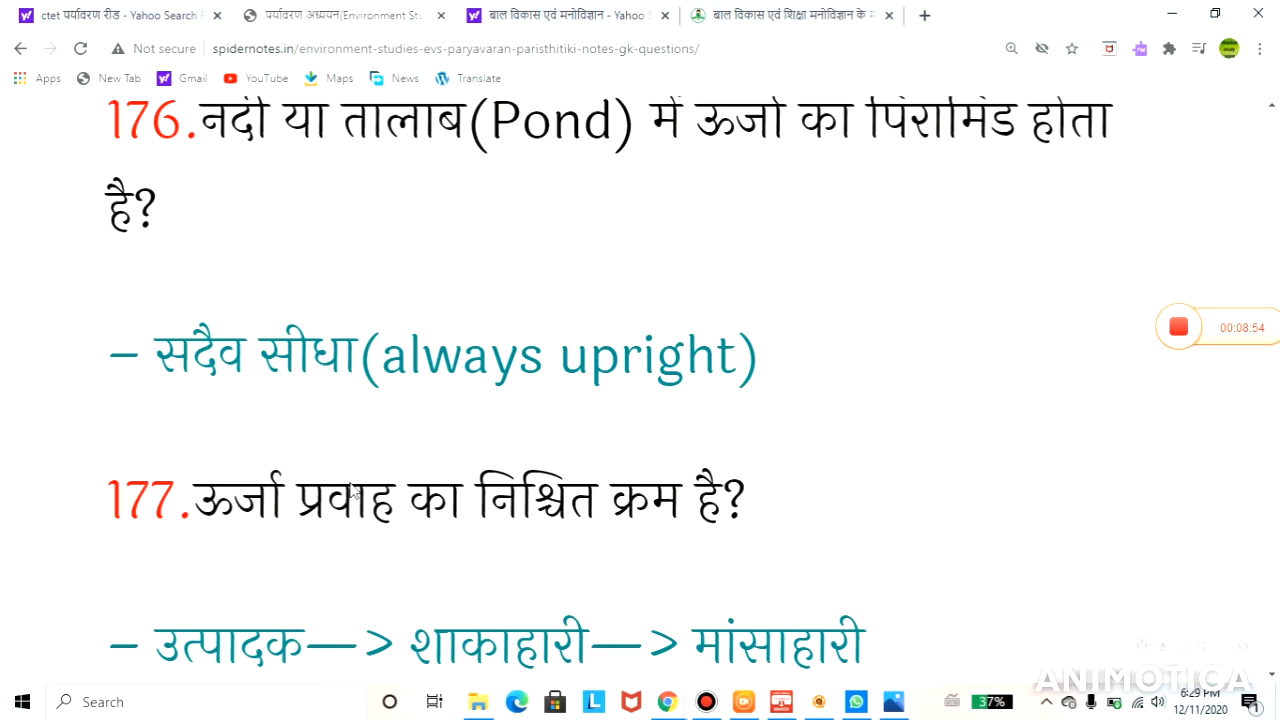 ctet पर्यावरण रीड - Yahoo Search
पर्यावरण अध्ययन(Environment Stu
बाल विकास एवं मनोविज्ञान - Yahoo S
बाल विकास एवं शिक्षा मनोविज्ञान के म
Not secure
spidernotes.in/environment-studies-evs-paryavaran-paristhitiki-notes-gk-questions/
Apps New Tab Gmail YouTube Maps News Translate
176.नदी या तालाब(Pond) में ऊर्जा का पिरामिड होता
है?
00:08:54
– सदैव सीधा(always upright)
177.ऊर्जा प्रवाह का निश्चित क्रम है?
– उत्पादक—> शाकाहारी—> मांसाहारी
ANIMOTICA
Search
37%
6:29 PM
12/11/2020